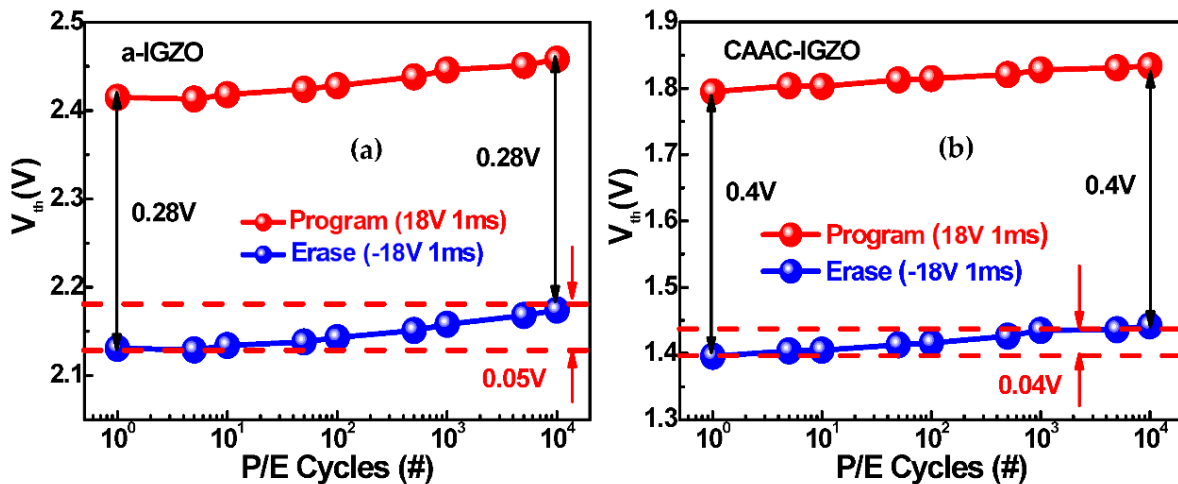 a-IGZO
(a)
0.28V
0.28V
Program (18V 1ms)
Erase (-18V 1ms)
0.05V
2.5
2.4
2.3
2.2
2.1
V_th (V)
10^0
10^1
10^2
10^3
10^4
P/E Cycles (#)
CAAC-IGZO
(b)
0.4V
0.4V
Program (18V 1ms)
Erase (-18V 1ms)
0.04V
1.9
1.8
1.7
1.6
1.5
1.4
1.3
V_th (V)
10^0
10^1
10^2
10^3
10^4
P/E Cycles (#)